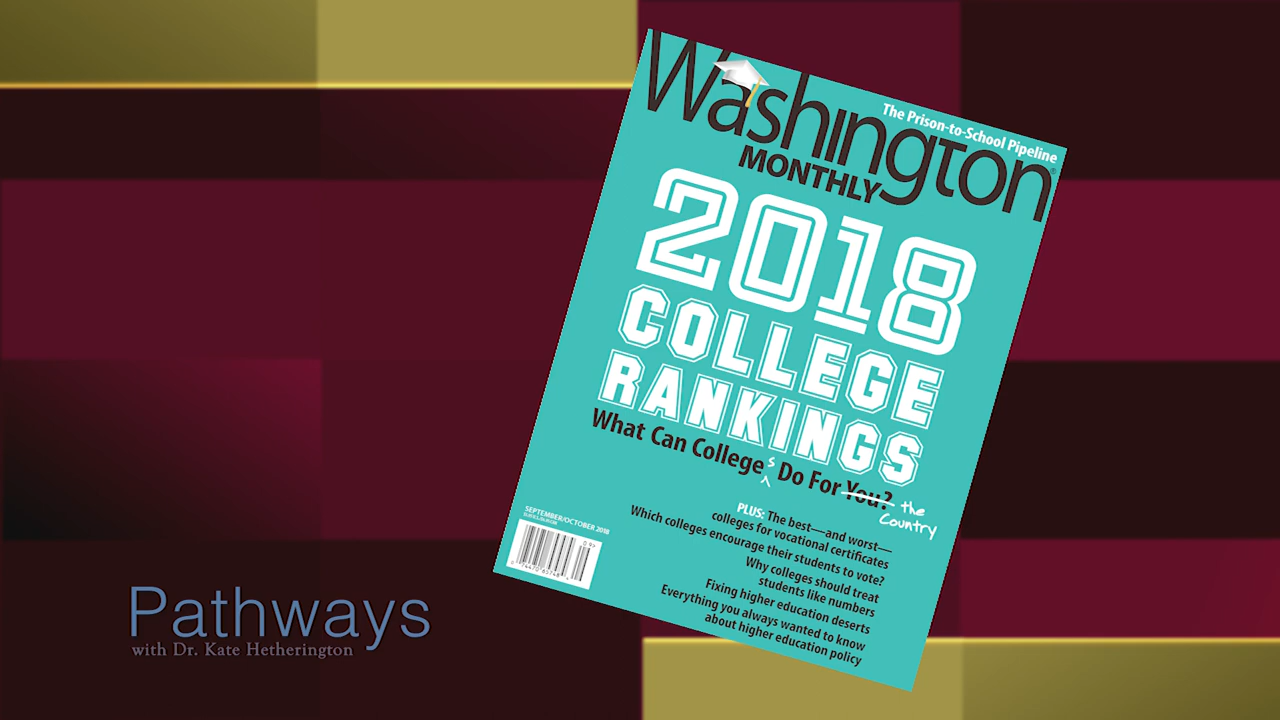 The Prison-to-School Pipeline
Washington
MONTHLY
2018
COLLEGE
RANKINGS
What Can Colleges Do For You? the
Country
PLUS: The best—and worst—
colleges for vocational certificates
Which colleges encourage their students to vote?
Why colleges should treat
students like numbers
Fixing higher education deserts
Everything you always wanted to know
about higher education policy
SEPTEMBER/OCTOBER 2018
Pathways
with Dr. Kate Hetherington